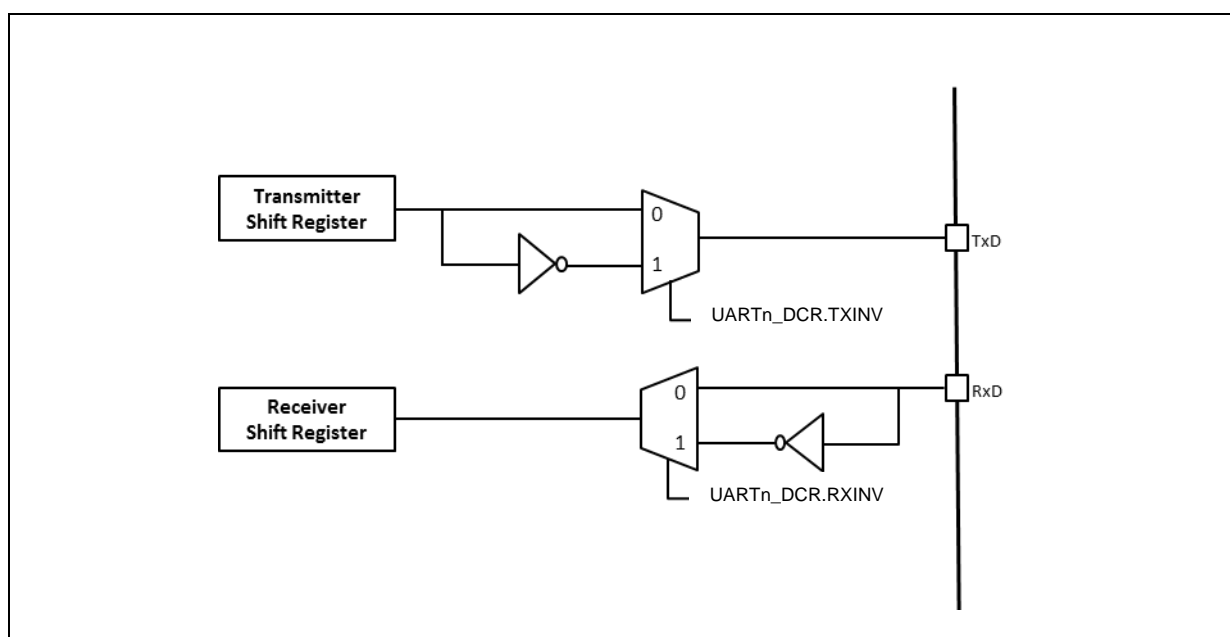 Transmitter
Shift Register
0
1
TxD
UARTn_DCR.TXINV
Receiver
Shift Register
0
1
RxD
UARTn_DCR.RXINV